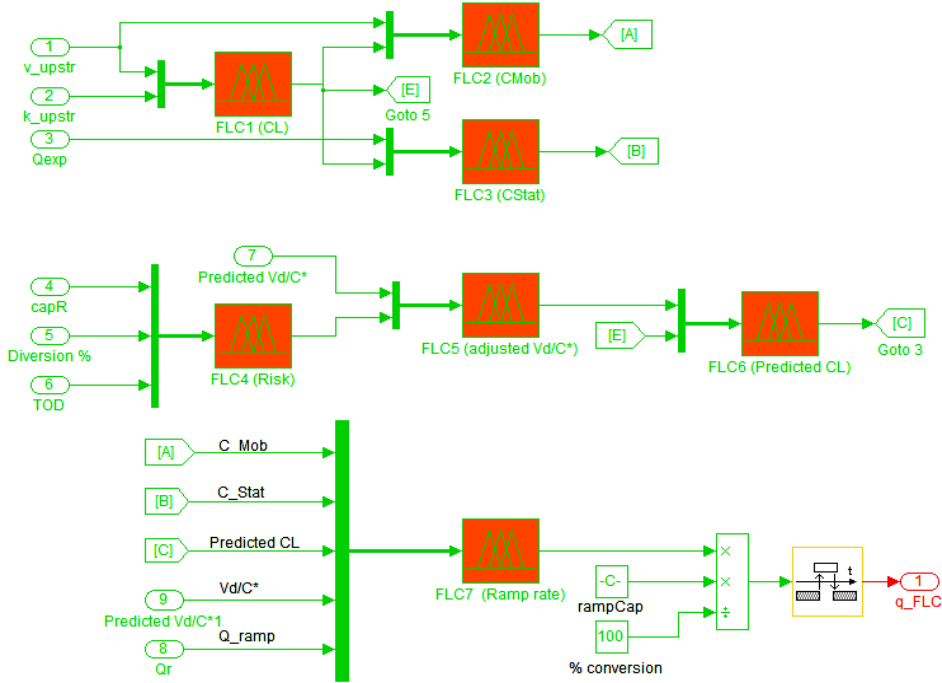 1
v_upstr
2
k_upstr
3
Qexp
FLC1 (CL)
FLC2 (CMob)
[A]
[E]
Goto 5
FLC3 (CStat)
[B]
4
capR
5
Diversion %
6
TOD
7
Predicted Vd/C*
FLC4 (Risk)
FLC5 (adjusted Vd/C*)
[E]
FLC6 (Predicted CL)
[C]
Goto 3
[A]
C_Mob
[B]
C_Stat
[C]
Predicted CL
9
Vd/C*
Predicted Vd/C*1
8
Q_ramp
Qr
FLC7 (Ramp rate)
-C-
rampCap
100
% conversion
×
×
÷
t
1
q_FLC